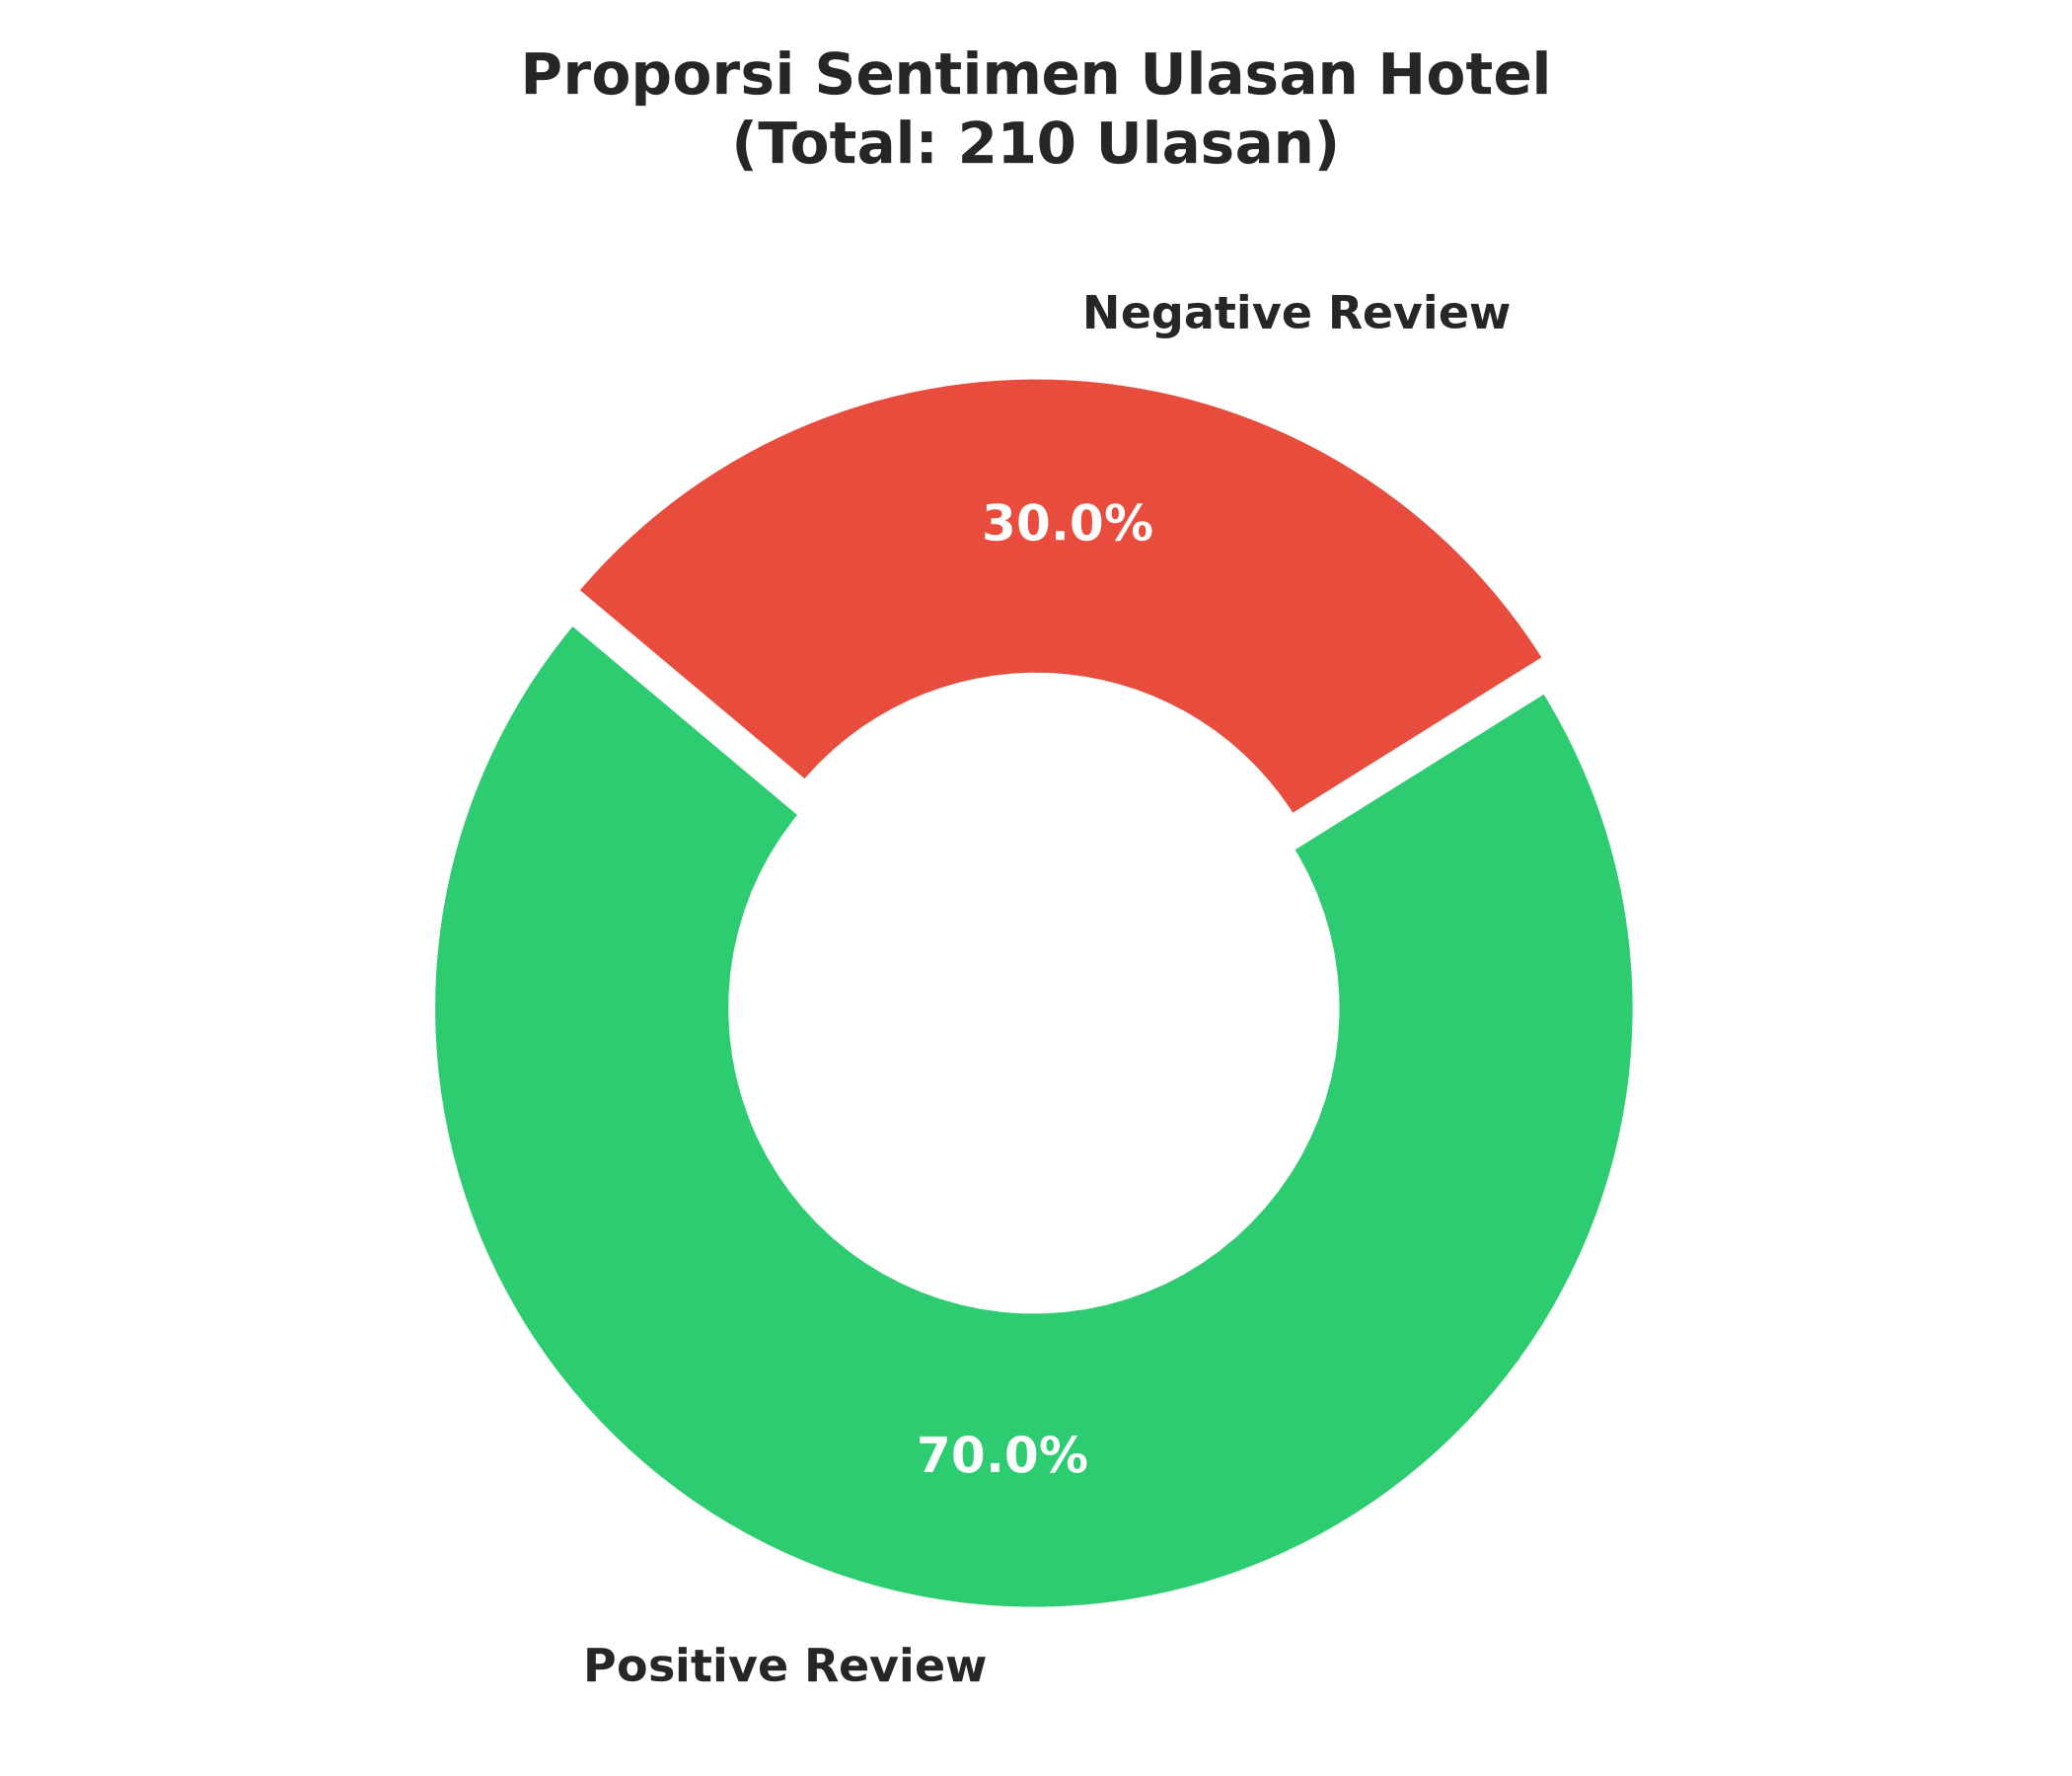 Proporsi Sentimen Ulasan Hotel
(Total: 210 Ulasan)
Negative Review
30.0%
70.0%
Positive Review